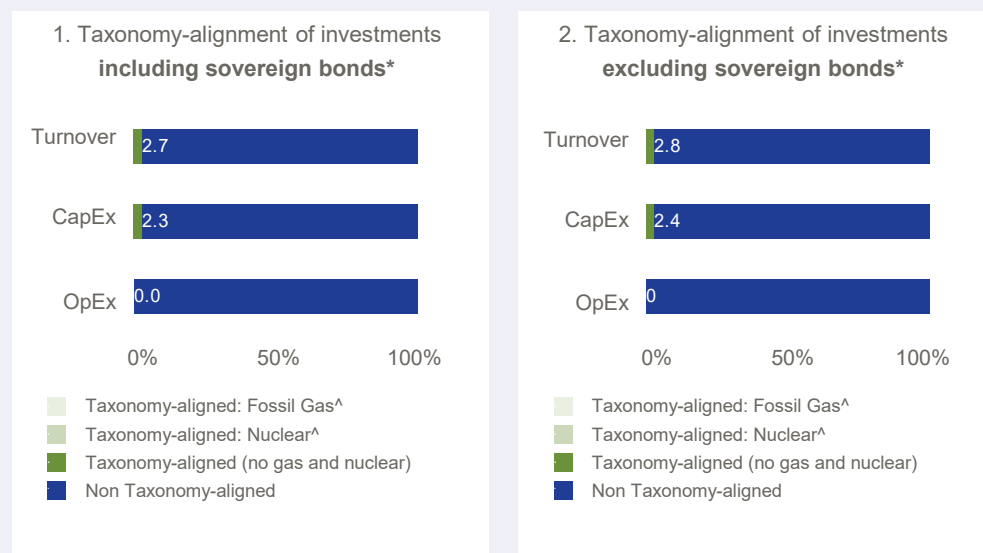 1. Taxonomy-alignment of investments
including sovereign bonds*
Turnover
2.7
CapEx
2.3
OpEx
0.0
0% 50% 100%
Taxonomy-aligned: Fossil Gas^
Taxonomy-aligned: Nuclear^
Taxonomy-aligned (no gas and nuclear)
Non Taxonomy-aligned
2. Taxonomy-alignment of investments
excluding sovereign bonds*
Turnover
2.8
CapEx
2.4
OpEx
0
0% 50% 100%
Taxonomy-aligned: Fossil Gas^
Taxonomy-aligned: Nuclear^
Taxonomy-aligned (no gas and nuclear)
Non Taxonomy-aligned